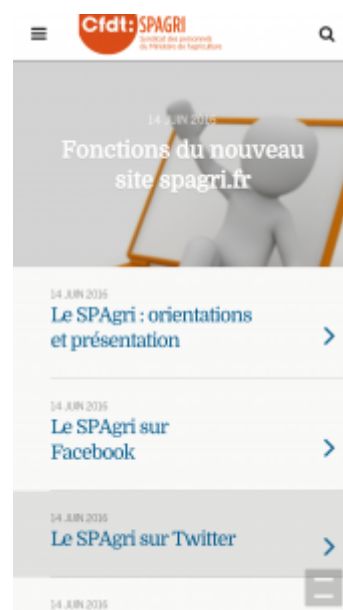 Cfdt: SPAGRI
Syndicat des personnels
du Ministère de l'agriculture
14 JUIN 2016
Fonctions du nouveau
site spagri.fr
14 JUIN 2016
Le SPAgri : orientations
et présentation
14 JUIN 2016
Le SPAgri sur
Facebook
14 JUIN 2016
Le SPAgri sur Twitter
14 JUIN 2016